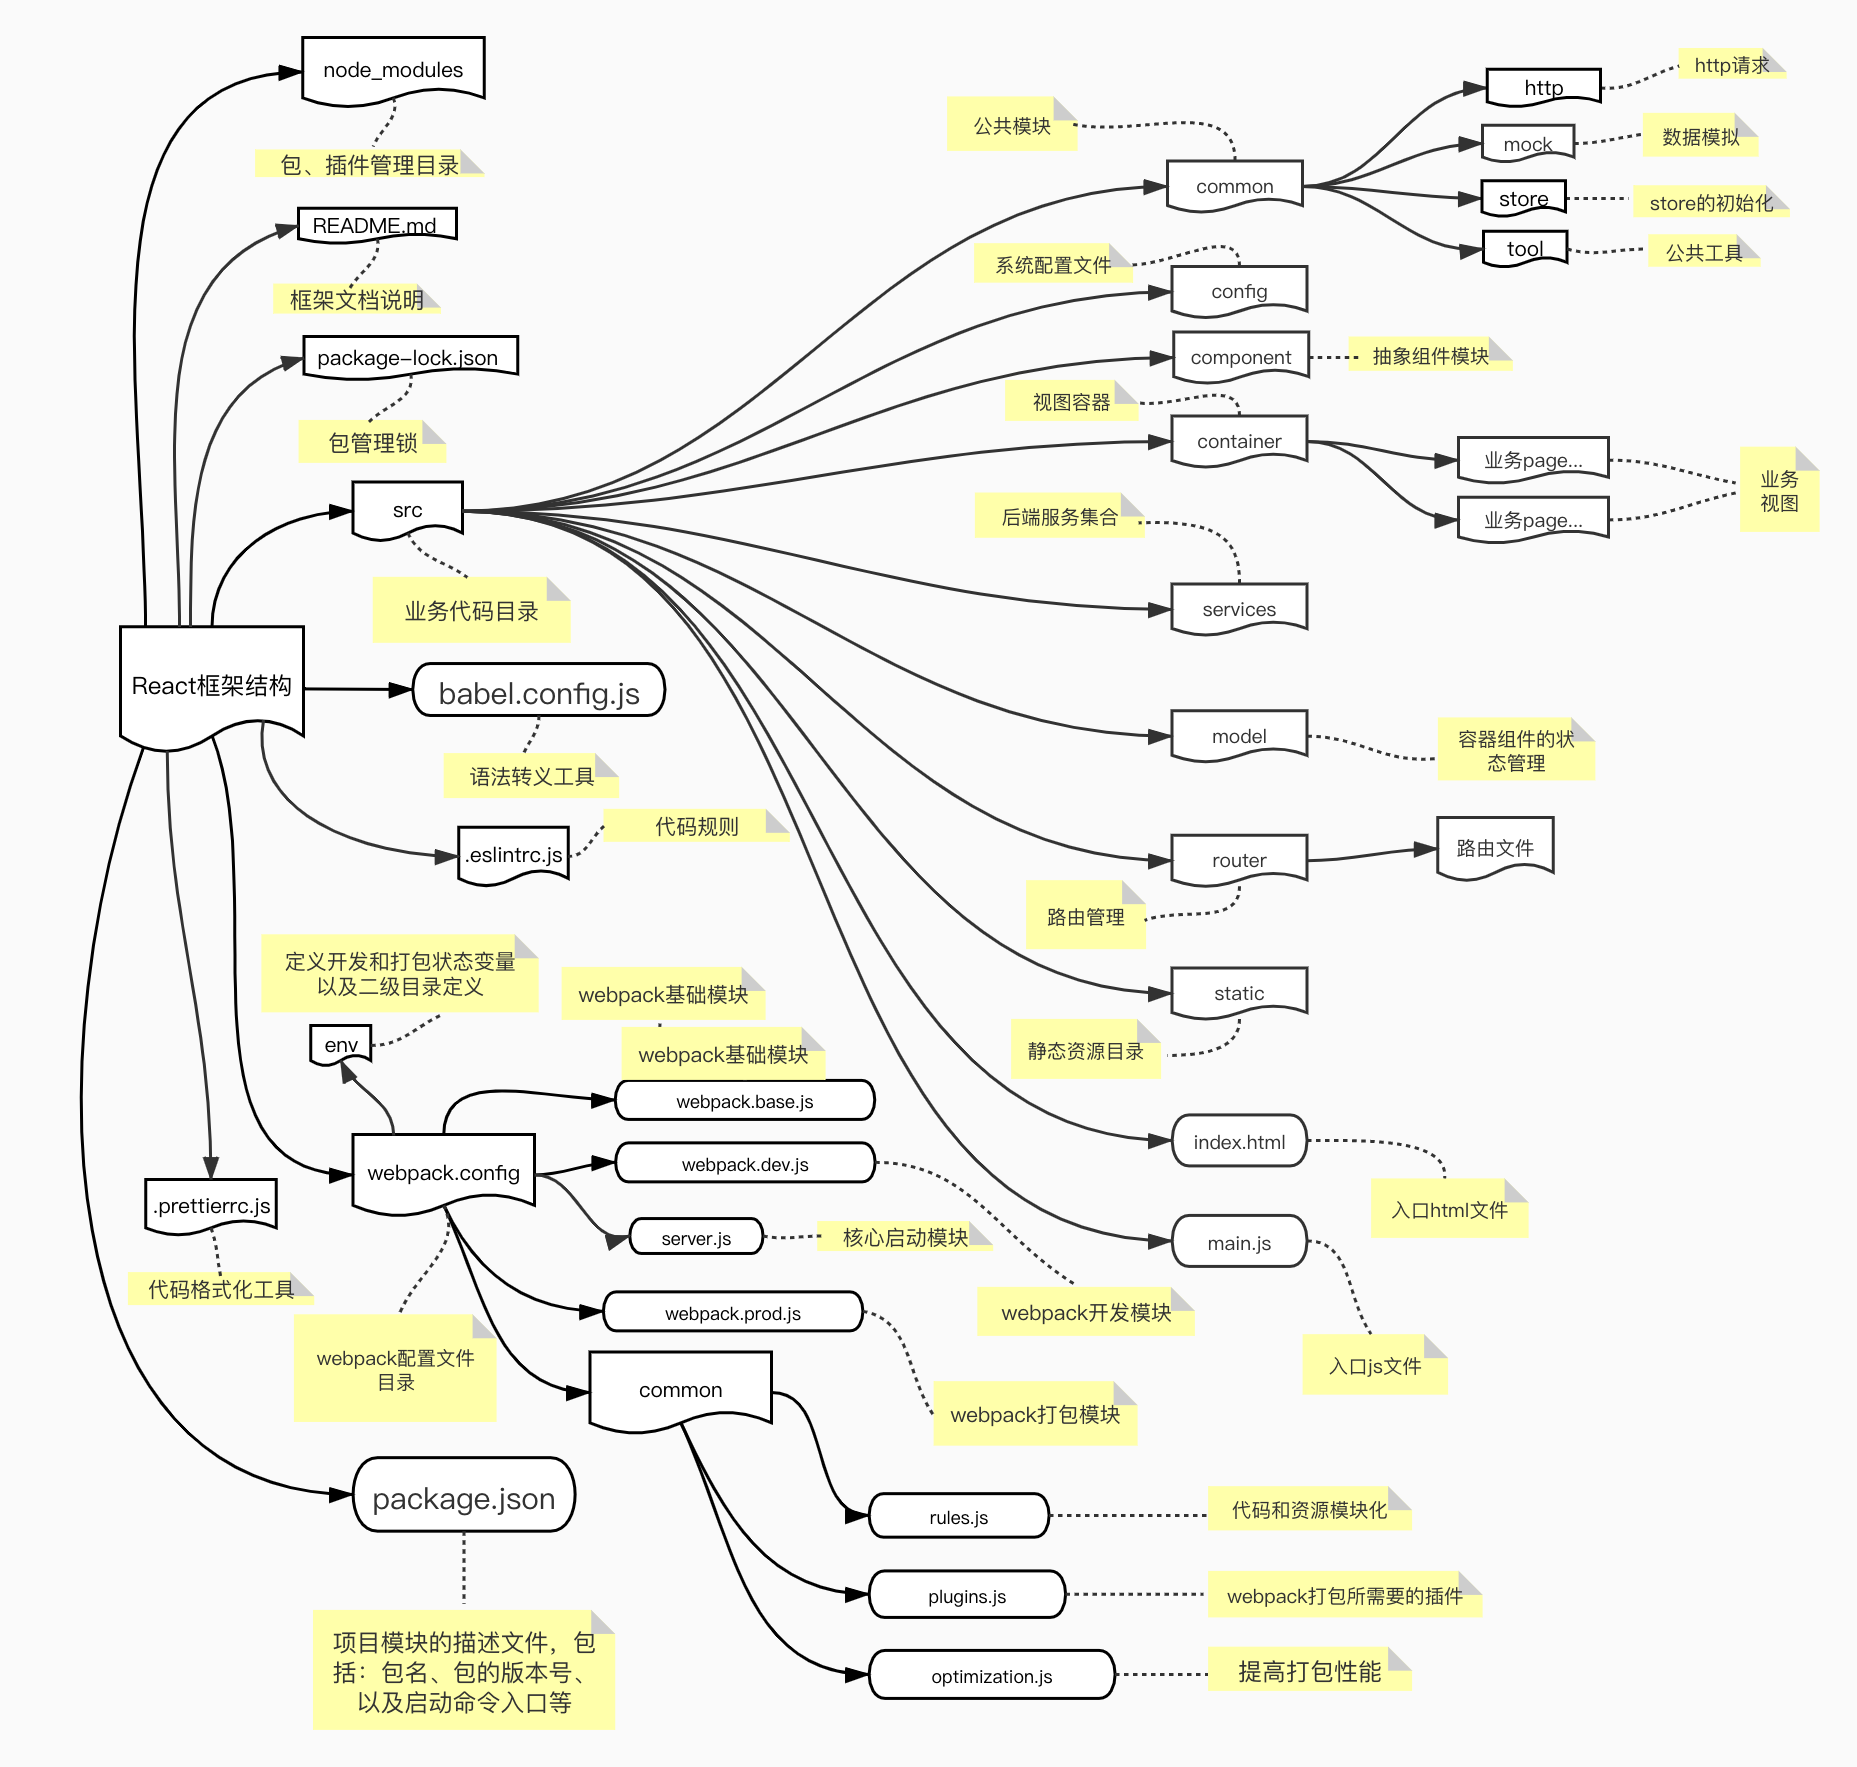 node_modules
包、插件管理目录
README.md
框架文档说明
package-lock.json
包管理锁
src
业务代码目录
React框架结构
babel.config.js
语法转义工具
.eslintrc.js
代码规则
定义开发和打包状态变量
以及二级目录定义
env
webpack基础模块
webpack基础模块
webpack.base.js
webpack.config
webpack.dev.js
.prettierrc.js
server.js
核心启动模块
代码格式化工具
webpack.prod.js
webpack开发模块
webpack配置文件
目录
common
webpack打包模块
package.json
rules.js
代码和资源模块化
plugins.js
webpack打包所需要的插件
optimization.js
提高打包性能
项目模块的描述文件，包
括：包名、包的版本号、
以及启动命令入口等
公共模块
common
http
http请求
mock
数据模拟
store
store的初始化
tool
公共工具
系统配置文件
config
component
抽象组件模块
视图容器
container
业务page...
业务page...
业务
视图
后端服务集合
services
model
容器组件的状
态管理
router
路由文件
路由管理
static
静态资源目录
index.html
入口html文件
main.js
入口js文件